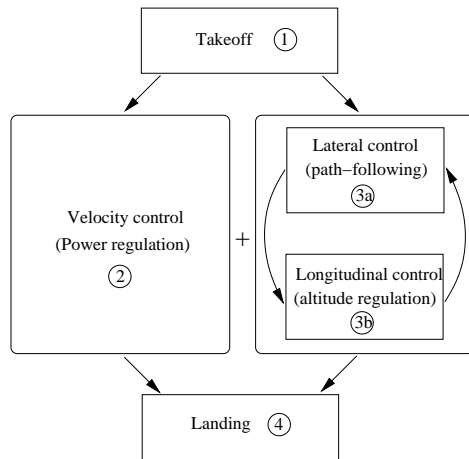 Takeoff 1
Velocity control
(Power regulation)
2
+
Lateral control
(path-following)
3a
Longitudinal control
(altitude regulation)
3b
Landing 4